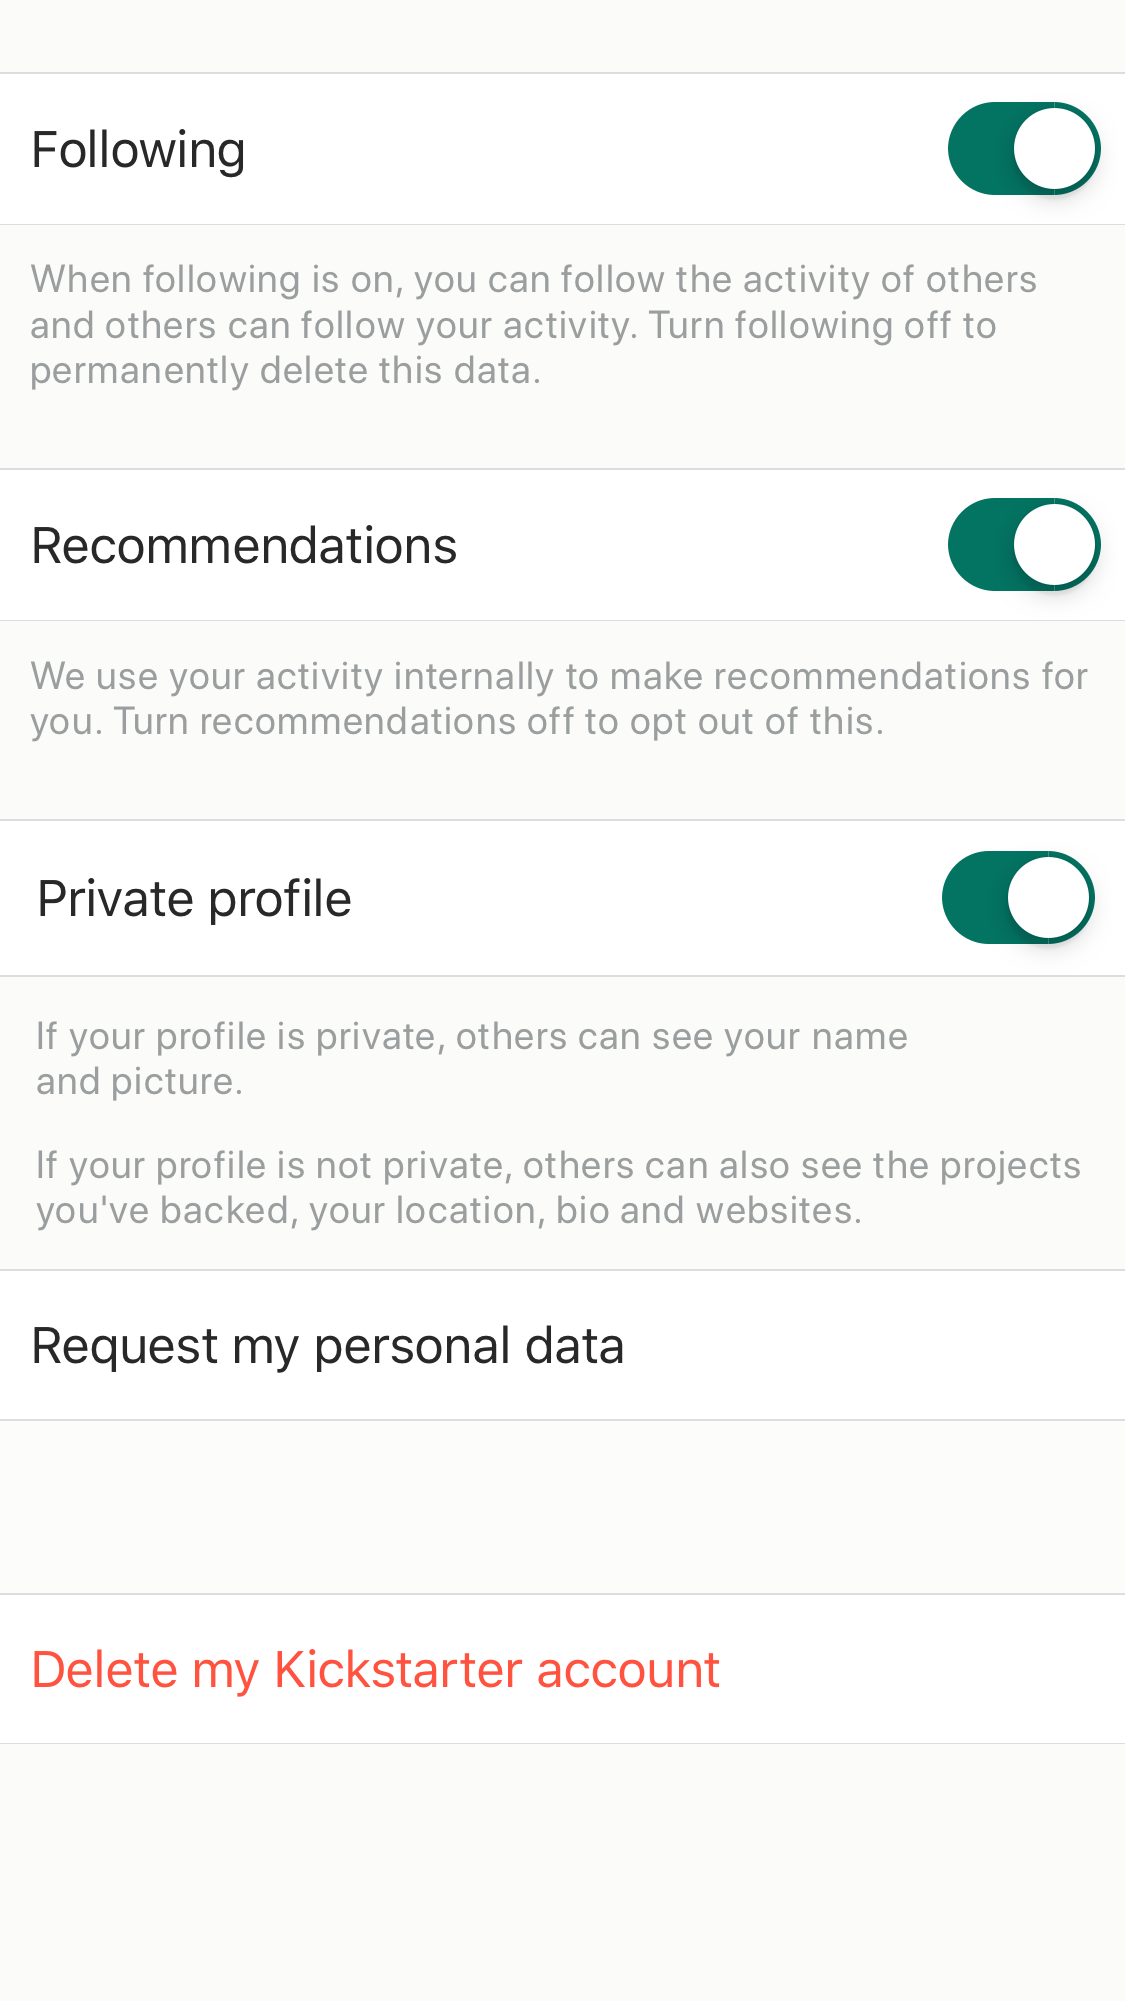 Following
When following is on, you can follow the activity of others
and others can follow your activity. Turn following off to
permanently delete this data.
Recommendations
We use your activity internally to make recommendations for
you. Turn recommendations off to opt out of this.
Private profile
If your profile is private, others can see your name
and picture.
If your profile is not private, others can also see the projects
you've backed, your location, bio and websites.
Request my personal data
Delete my Kickstarter account